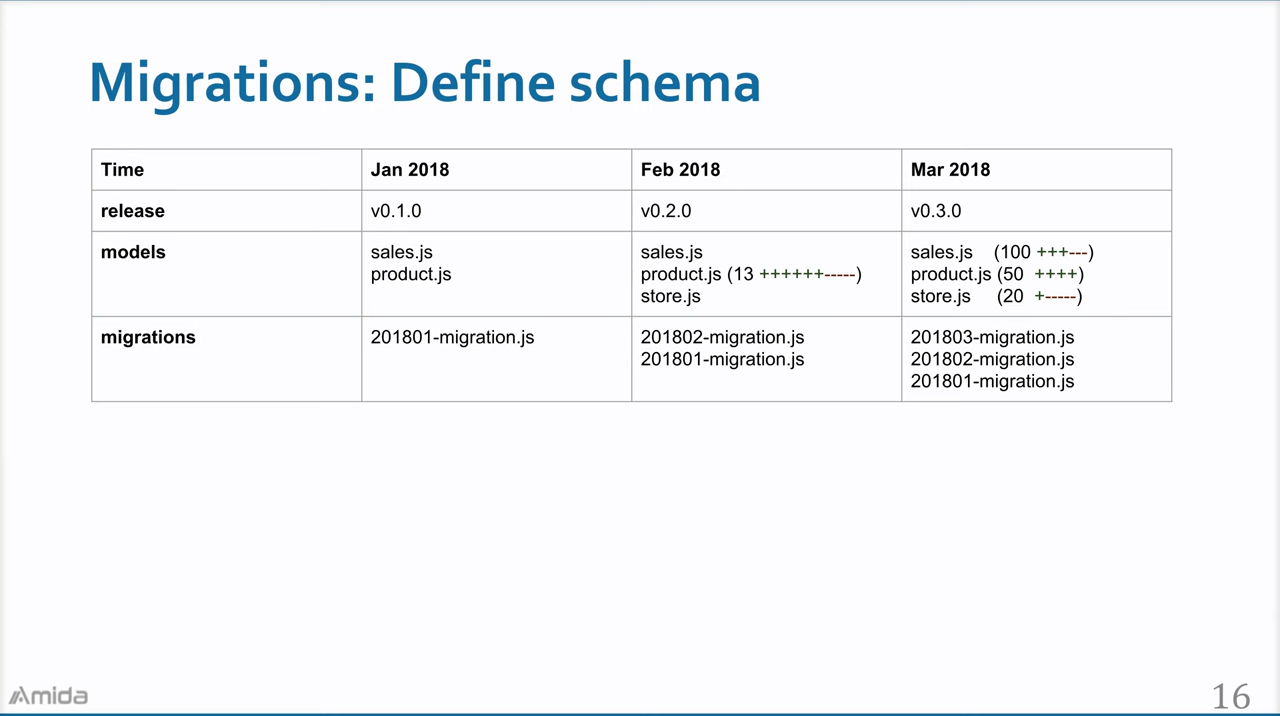 Migrations: Define schema
Time Jan 2018 Feb 2018 Mar 2018
release v0.1.0 v0.2.0 v0.3.0
models sales.js sales.js sales.js (100 +++---)
product.js product.js (13 ++++++-----) product.js (50 ++++)
store.js store.js (20 +-----)
migrations 201801-migration.js 201802-migration.js 201803-migration.js
201801-migration.js 201802-migration.js
201801-migration.js
Amida
16